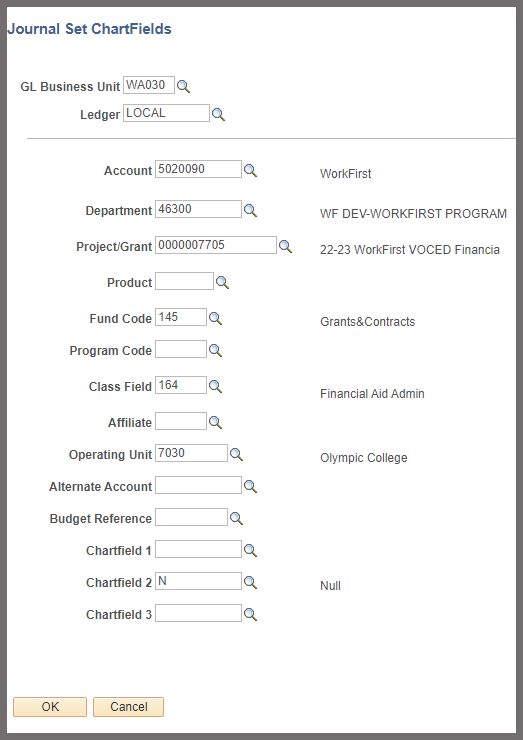 Journal Set ChartFields
GL Business Unit WA030
Ledger LOCAL
Account 5020090 WorkFirst
Department 46300 WF DEV-WORKFIRST PROGRAM
Project/Grant 0000007705 22-23 WorkFirst VOCED Financia
Product
Fund Code 145 Grants&Contracts
Program Code
Class Field 164 Financial Aid Admin
Affiliate
Operating Unit 7030 Olympic College
Alternate Account
Budget Reference
Chartfield 1
Chartfield 2 N Null
Chartfield 3
OK Cancel